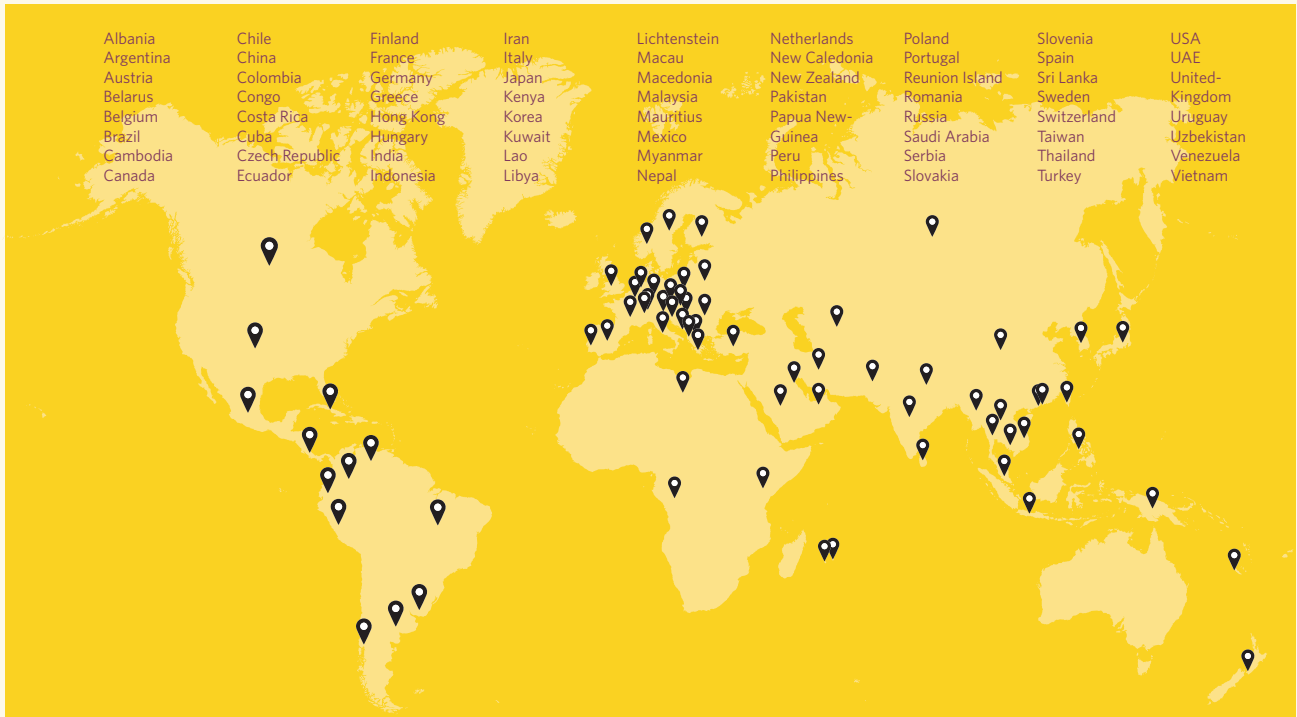 Albania
Argentina
Austria
Belarus
Belgium
Brazil
Cambodia
Canada
Chile
China
Colombia
Congo
Costa Rica
Cuba
Czech Republic
Ecuador
Finland
France
Germany
Greece
Hong Kong
Hungary
India
Indonesia
Iran
Italy
Japan
Kenya
Korea
Kuwait
Lao
Libya
Lichtenstein
Macau
Macedonia
Malaysia
Mauritius
Mexico
Myanmar
Nepal
Netherlands
New Caledonia
New Zealand
Pakistan
Papua New-
Guinea
Peru
Philippines
Poland
Portugal
Reunion Island
Romania
Russia
Saudi Arabia
Serbia
Slovakia
Slovenia
Spain
Sri Lanka
Sweden
Switzerland
Taiwan
Thailand
Turkey
USA
UAE
United-
Kingdom
Uruguay
Uzbekistan
Venezuela
Vietnam